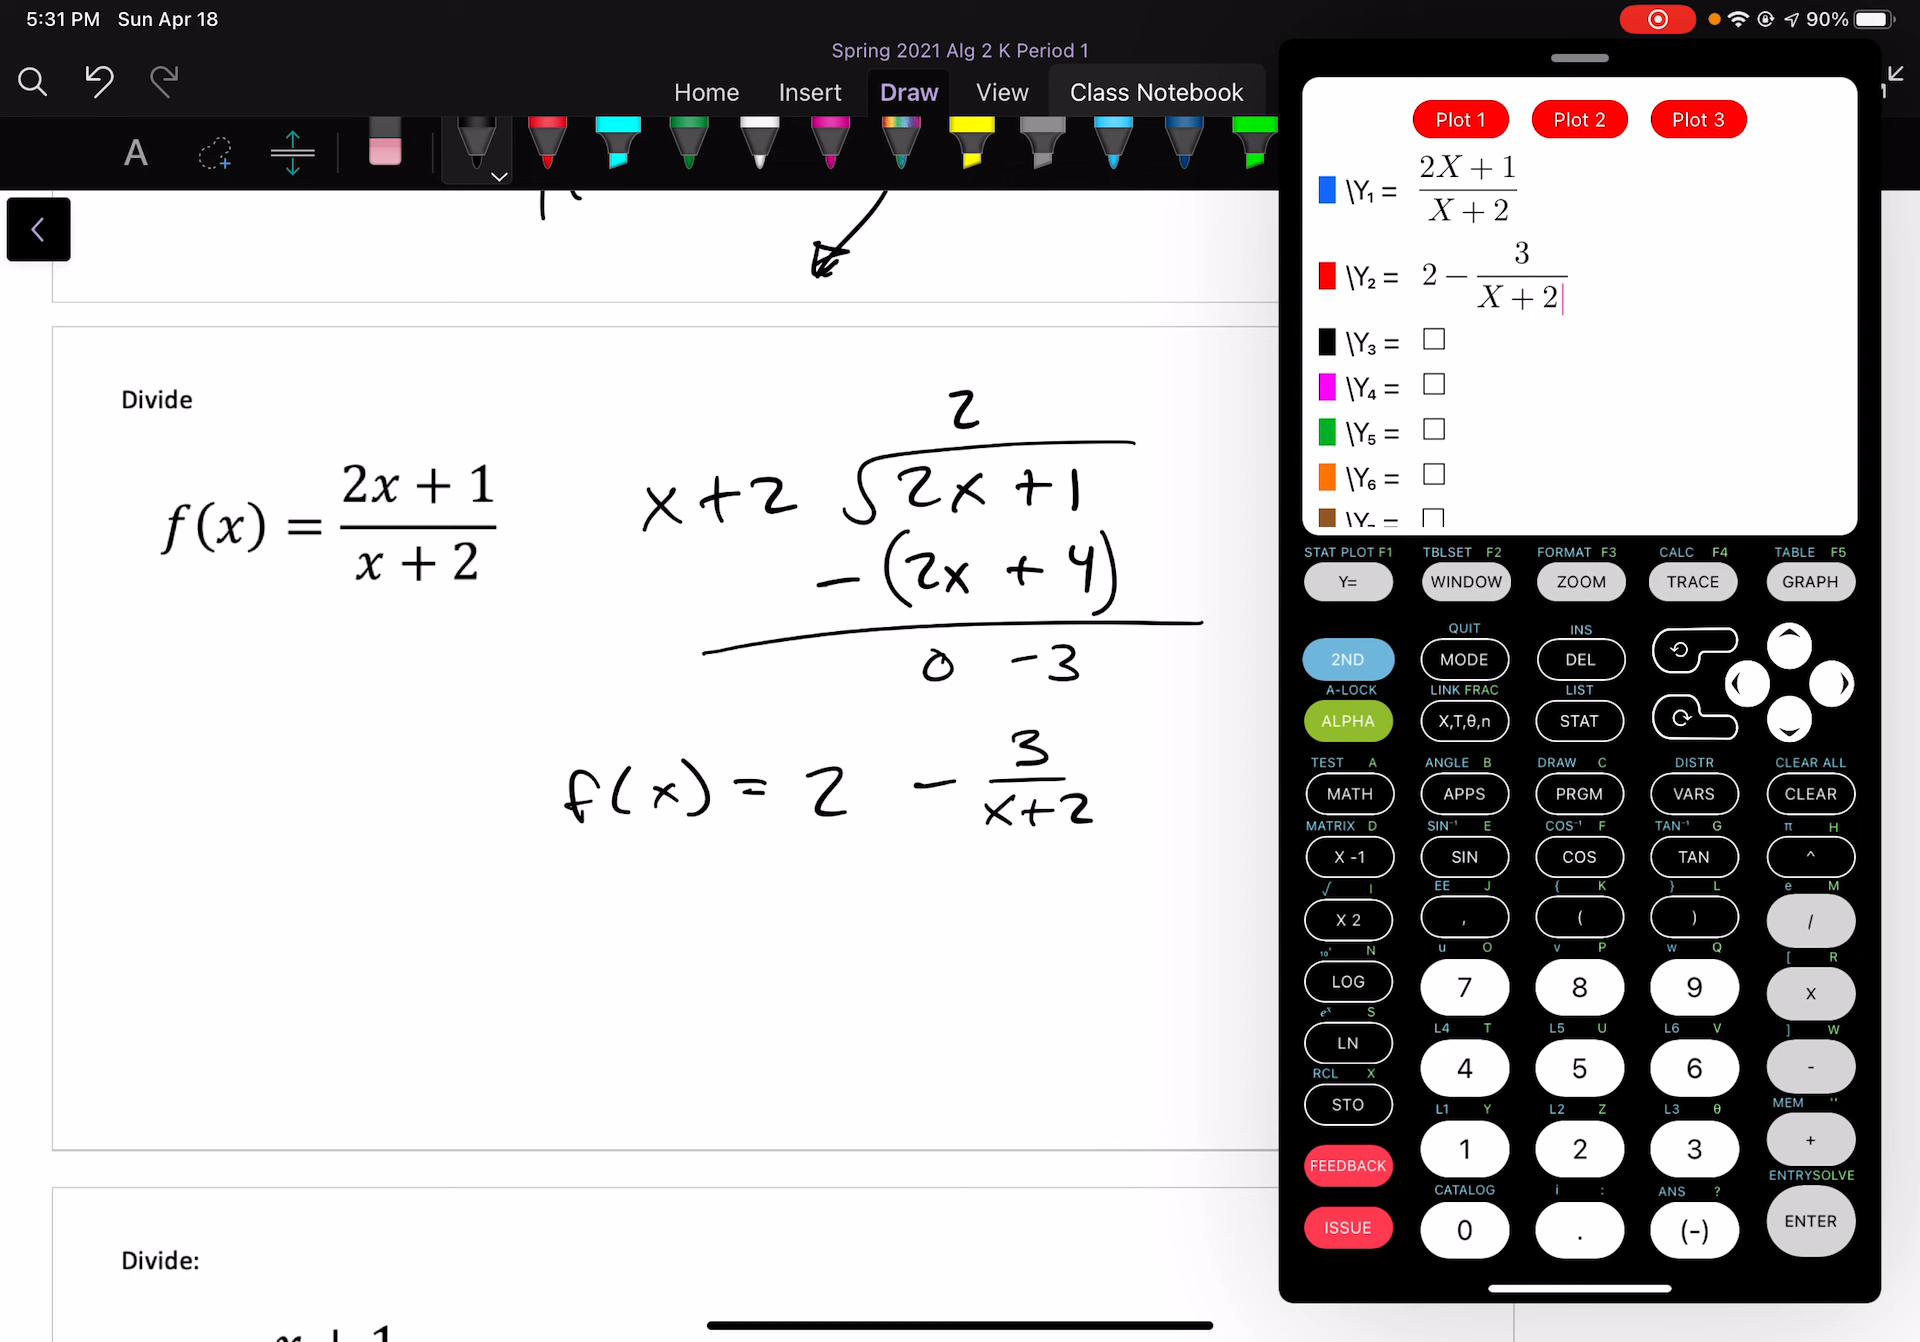 5:31 PM Sun Apr 18
90%
Spring 2021 Alg 2 K Period 1
Home Insert Draw View Class Notebook
A
Divide
f(x) = (2x + 1)/(x + 2)
2
x+2 √2x +1
-(2x + 4)
0 -3
f(x) = 2 - 3/(x+2)
Divide:
Plot 1 Plot 2 Plot 3
\Y₁ = (2X + 1)/(X + 2)
\Y₂ = 2 - 3/(X + 2)
\Y₃ =
\Y₄ =
\Y₅ =
\Y₆ =
STAT PLOT F1 TBLSET F2 FORMAT F3 CALC F4 TABLE F5
Y= WINDOW ZOOM TRACE GRAPH
QUIT INS
2ND MODE DEL
A-LOCK LINK FRAC LIST
ALPHA X,T,θ,n STAT
TEST A ANGLE B DRAW C DISTR CLEAR ALL
MATH APPS PRGM VARS CLEAR
MATRIX D SIN⁻¹ E COS⁻¹ F TAN⁻¹ G π H
X -1 SIN COS TAN ^
√ I EE J { K } L e M
X 2 , ( ) /
10ˣ N u O v P w Q [ R
LOG 7 8 9 X
eˣ S L4 T L5 U L6 V ] W
LN 4 5 6 -
RCL X L1 Y L2 Z L3 θ MEM "
STO 1 2 3 +
FEEDBACK CATALOG i : ANS ? ENTRY SOLVE
ISSUE 0 . (-) ENTER